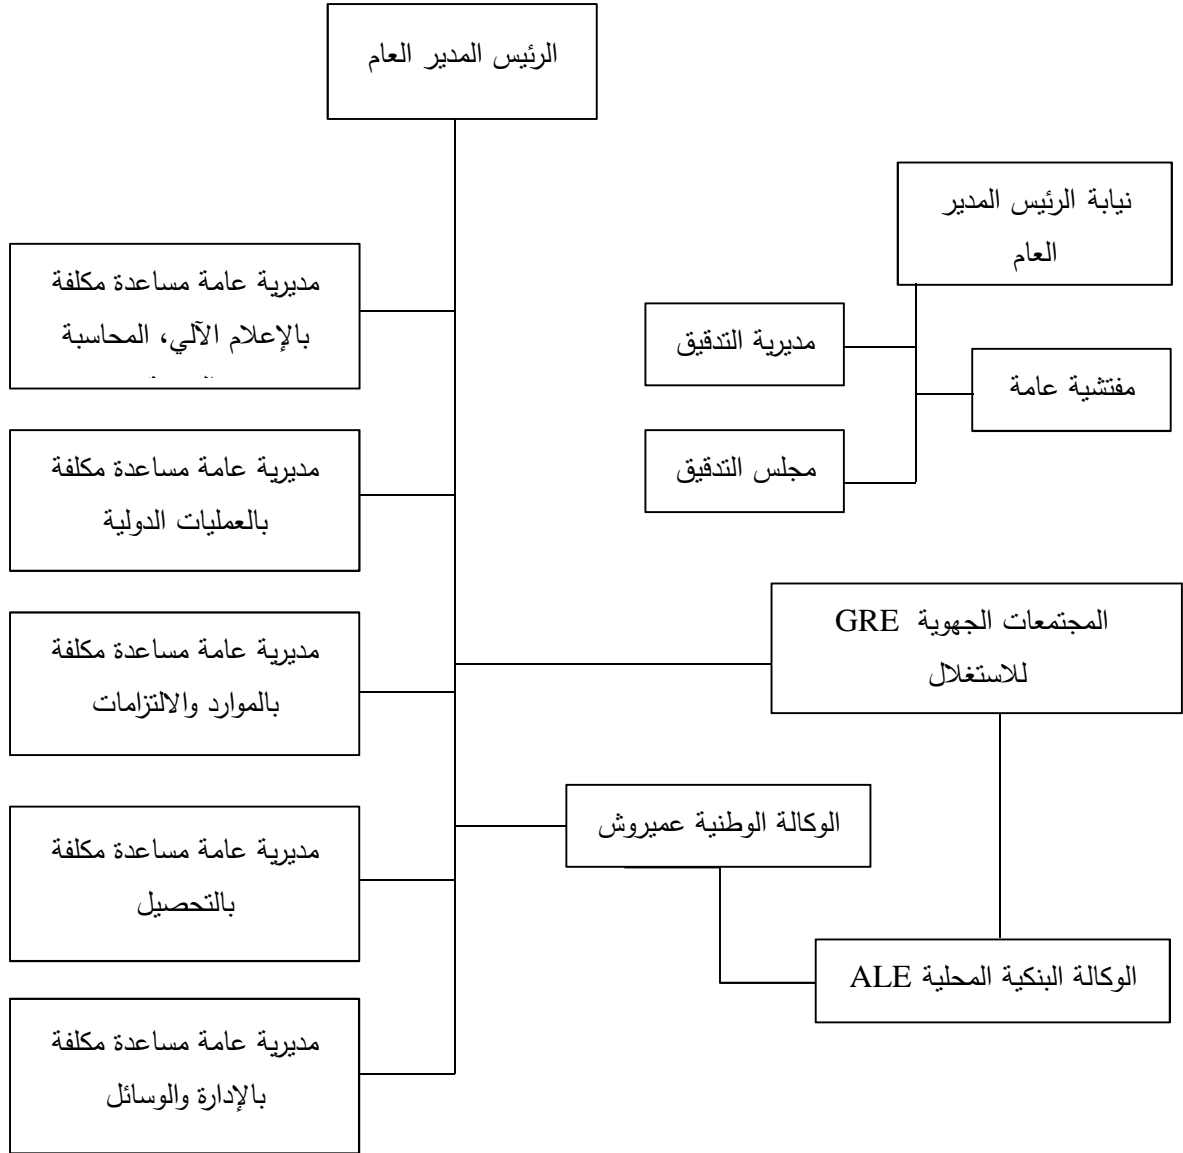 الرئيس المدير العام
نيابة الرئيس المدير
العام
مديرية عامة مساعدة مكلفة
بالإعلام الآلي، المحاسبة
مديرية التدقيق
مفتشية عامة
مديرية عامة مساعدة مكلفة
بالعمليات الدولية
مجلس التدقيق
المجتمعات الجهوية GRE
للاستغلال
مديرية عامة مساعدة مكلفة
بالموارد والالتزامات
الوكالة الوطنية عميروش
مديرية عامة مساعدة مكلفة
بالتحصيل
الوكالة البنكية المحلية ALE
مديرية عامة مساعدة مكلفة
بالإدارة والوسائل